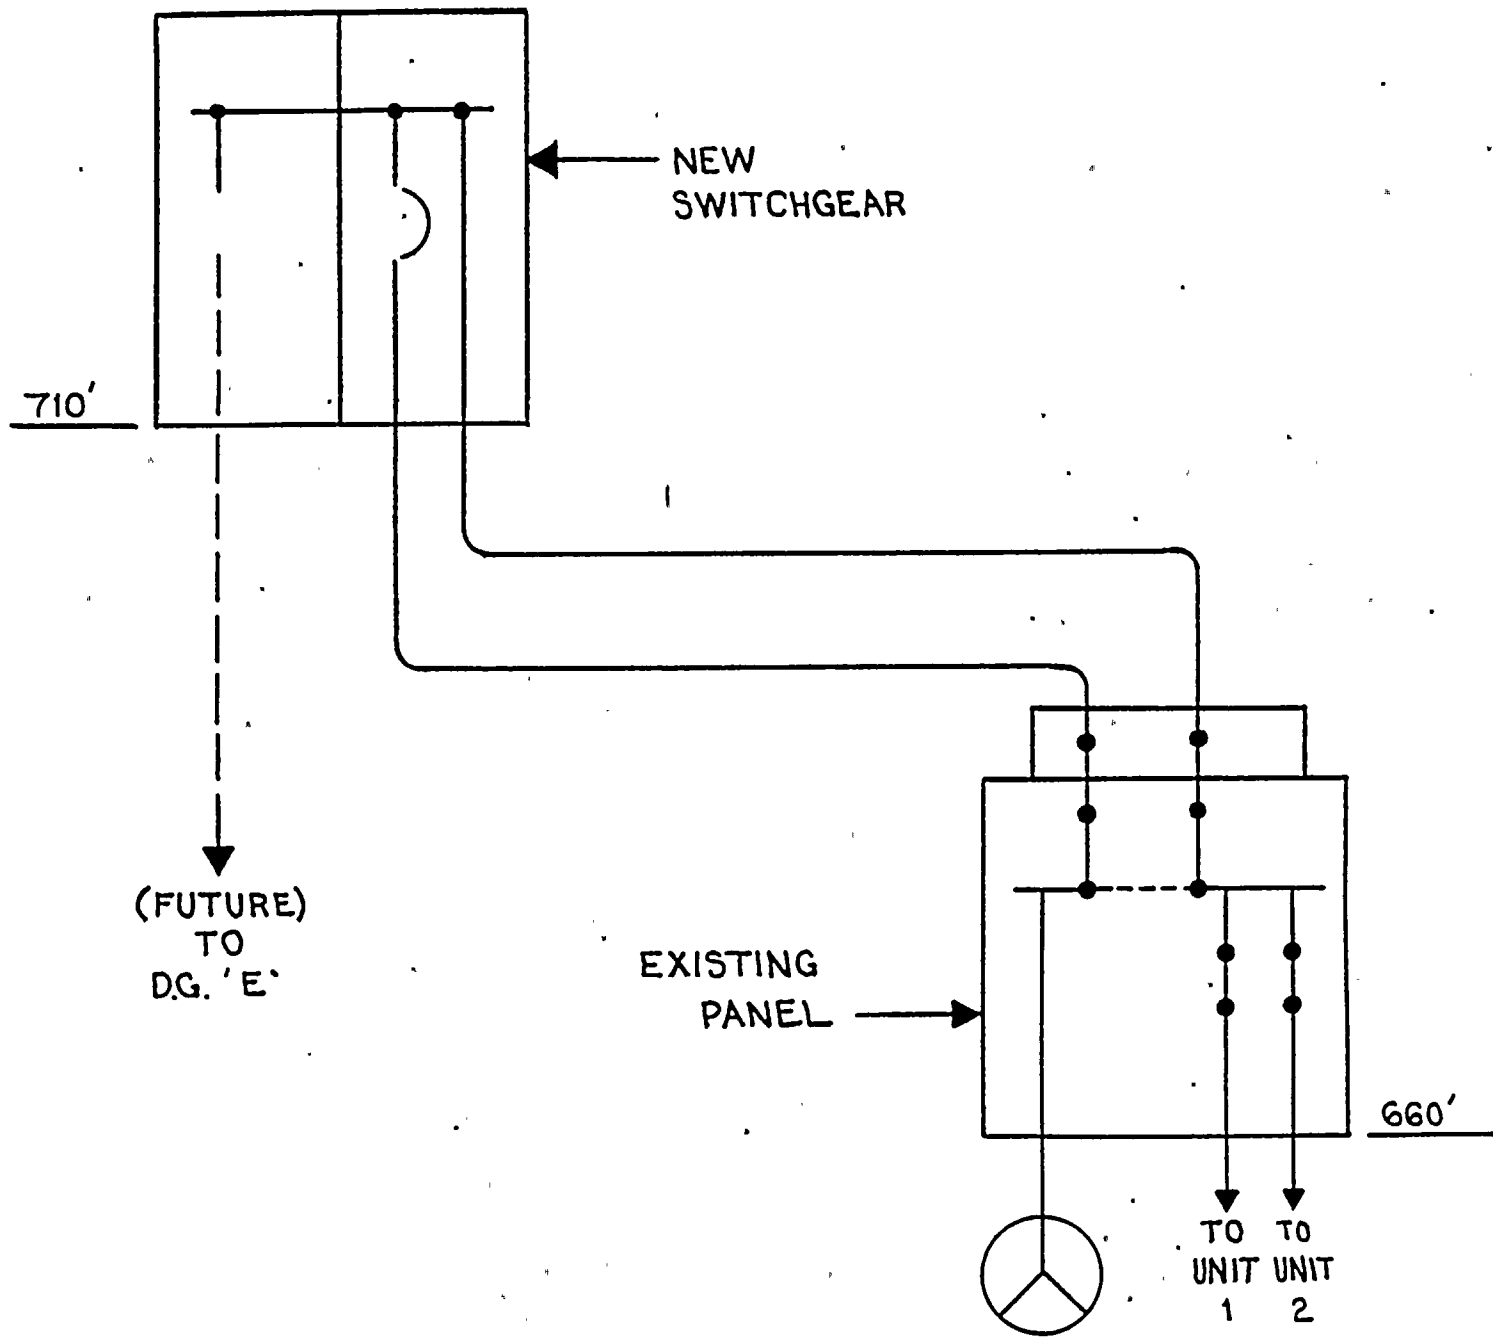 NEW
SWITCHGEAR
710'
(FUTURE)
TO
D.G. 'E'
EXISTING
PANEL
660'
TO TO
UNIT UNIT
1 2